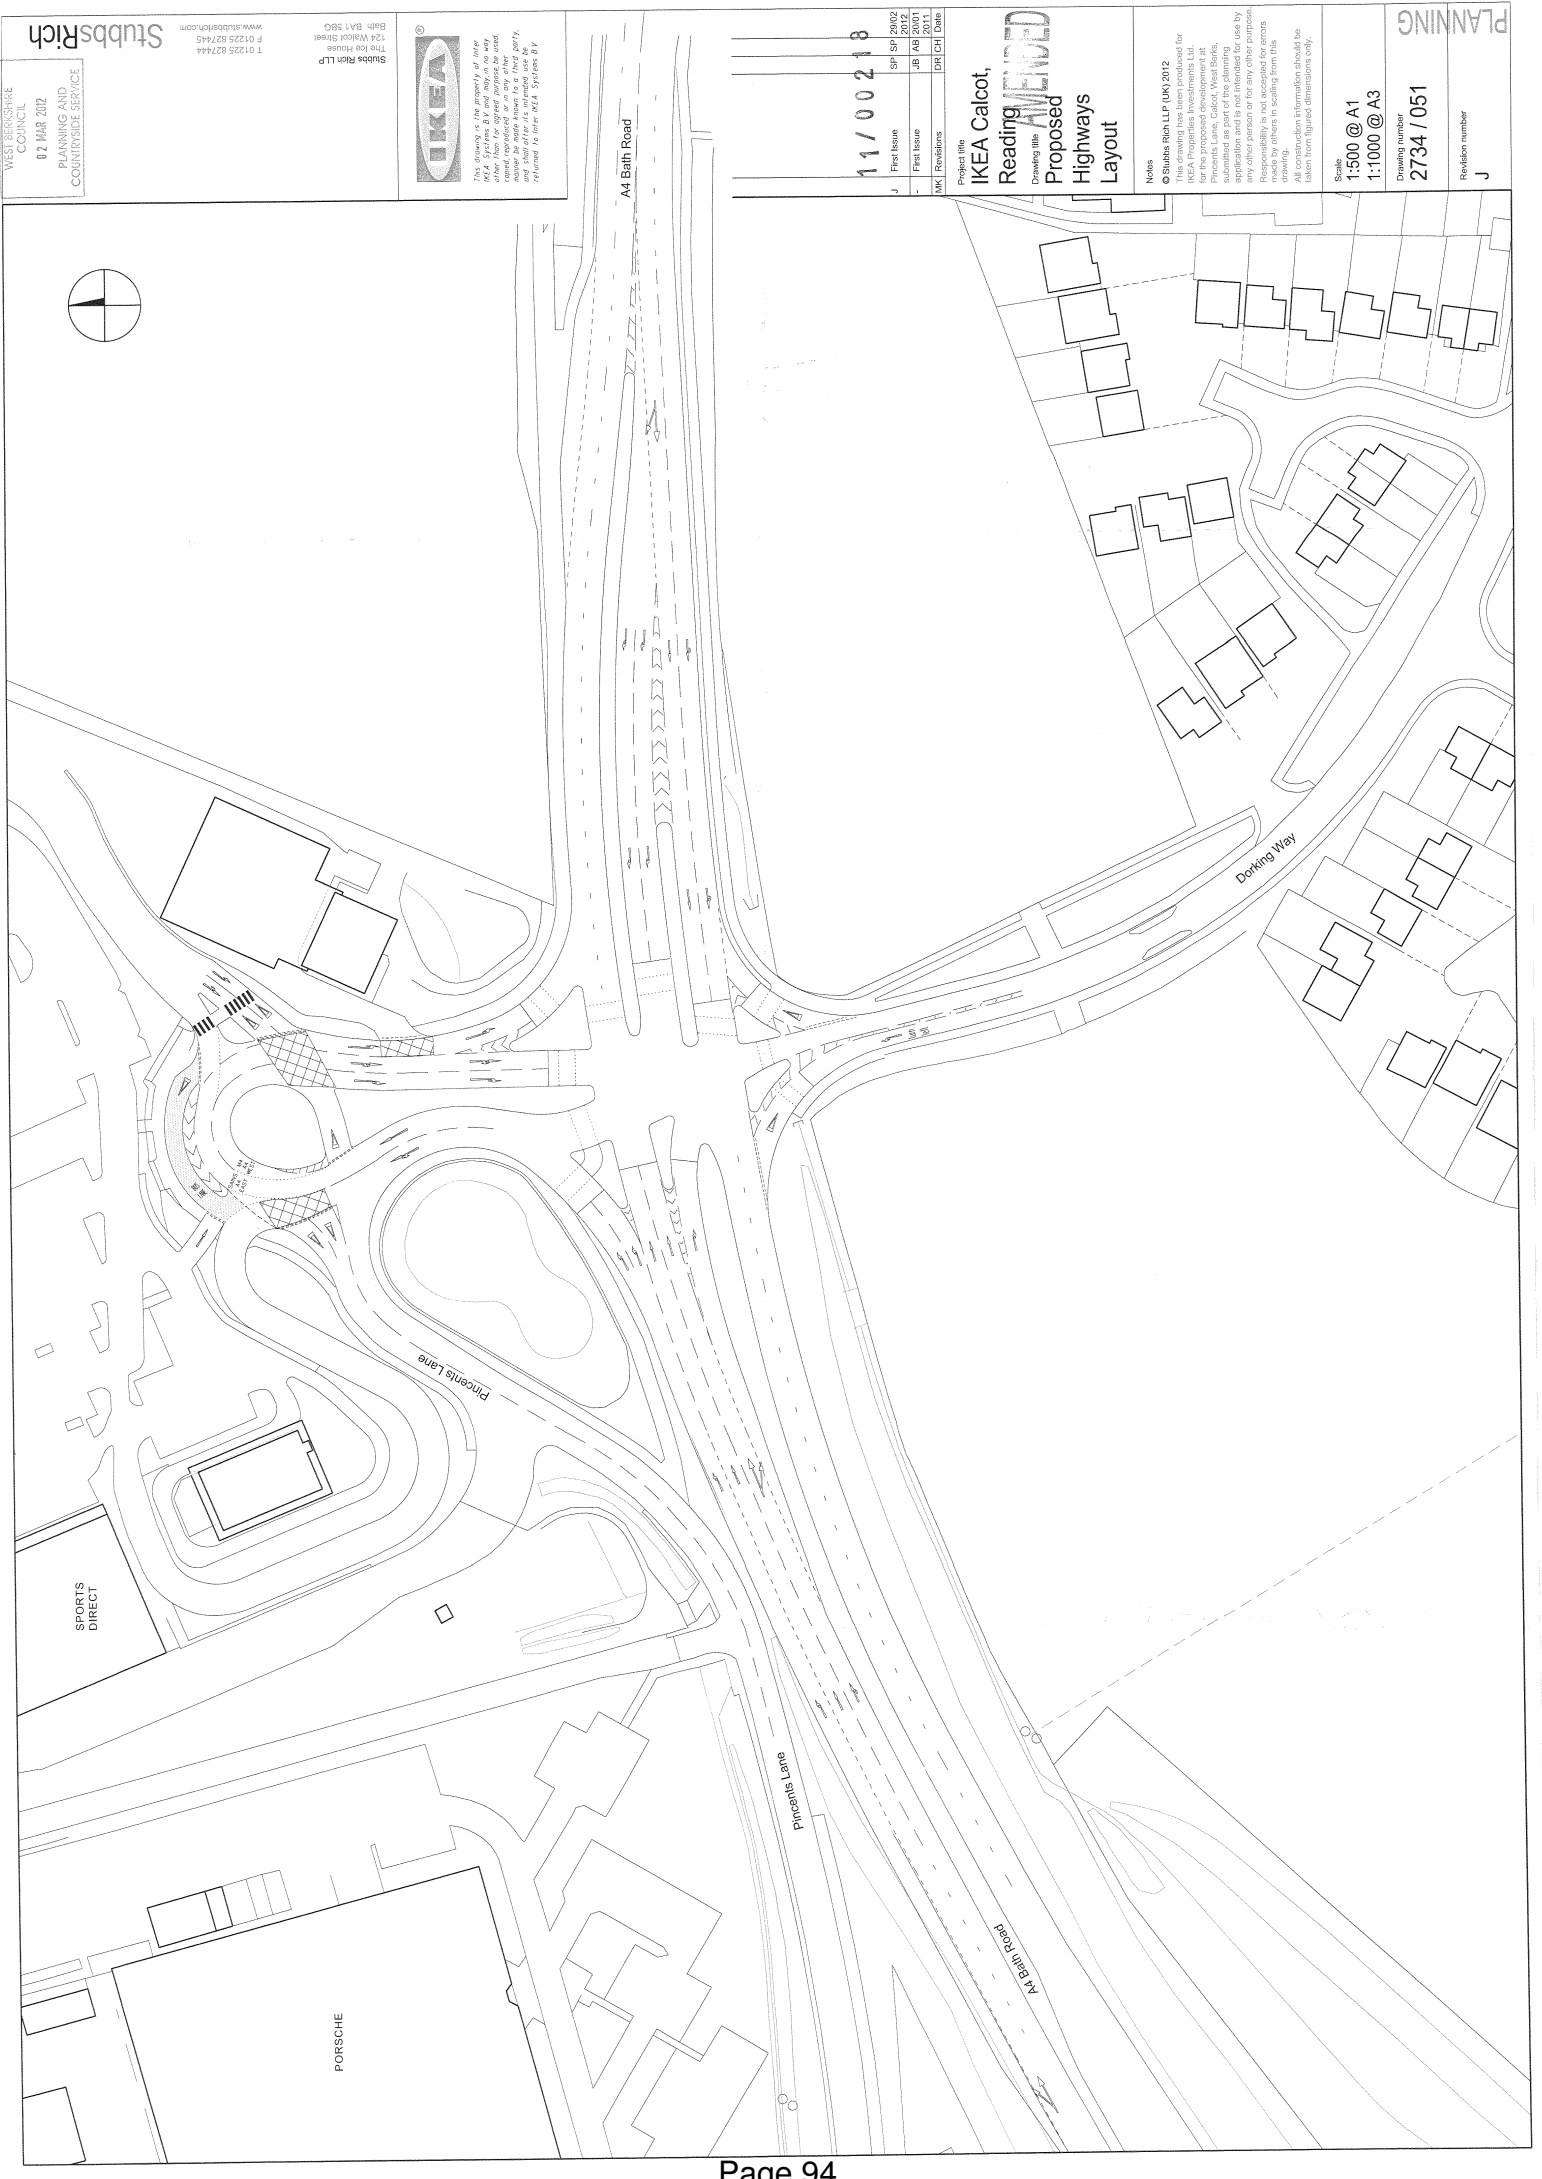 WEST BERKSHIRE
COUNCIL
02 MAR 2012
PLANNING AND
COUNTRYSIDE SERVICE
StubbsRich
T 01225 827444
F 01225 827445
www.stubbsrich.com
Stubbs Rich LLP
The Ice House
124 Walcot Street
Bath BA1 5BG
IKEA
®
This drawing is the property of Inter
IKEA Systems B.V and may in no way
other than for agreed purpose,be used,
copied,reproduced or in any other
manner be made known to a third party,
and shall after its intended use be
returned to Inter IKEA Systems B.V.
11/00218
J First Issue SP SP 29/02 2012
- First Issue JB AB 20/01 2011
MK Revisions DR CH Date
Project title
IKEA Calcot,
Reading
Drawing title
AMENDED
Proposed
Highways
Layout
Notes
© Stubbs Rich LLP (UK) 2012
This drawing has been produced for
IKEA Properties Investments Ltd.
for the proposed development at
Pincents Lane, Calcot, West Berks,
submitted as part of the planning
application and is not intended for use by
any other person or for any other purpose.
Responsibility is not accepted for errors
made by others in scaling from this
drawing.
All construction information should be
taken from figured dimensions only.
Scale
1:500 @ A1
1:1000 @ A3
Drawing number
2734 / 051
Revision number
J
PLANNING
A4 Bath Road
Dorking Way
BUS
LINK
Pincents Lane
SPORTS
DIRECT
Pincents Lane
A4 Bath Road
PORSCHE
Page 94